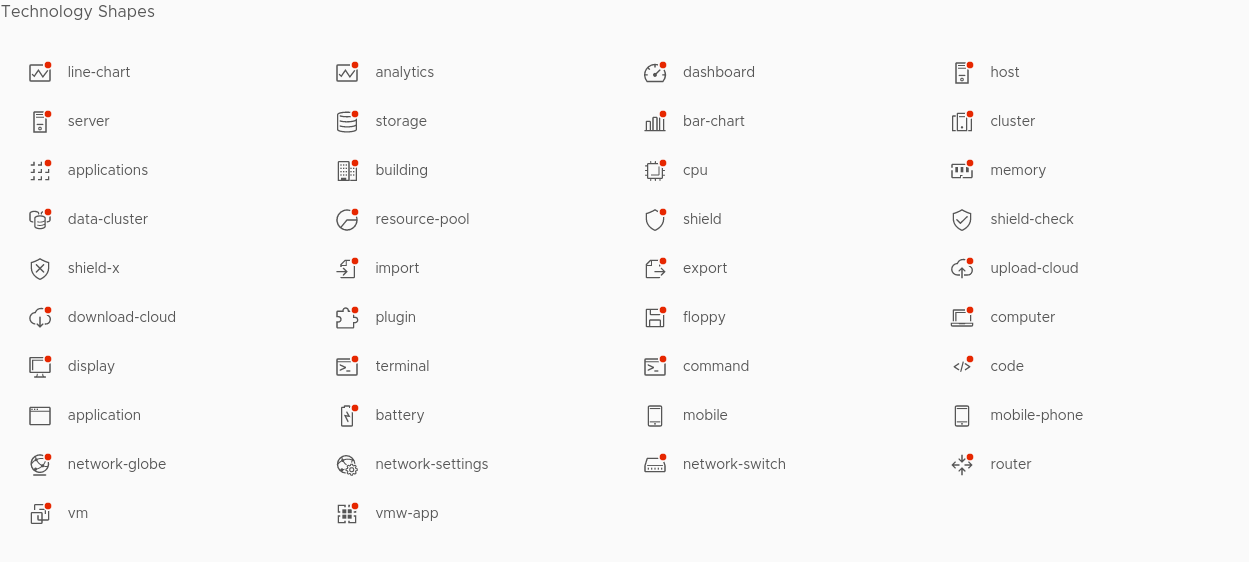 Technology Shapes
line-chart analytics dashboard host
server storage bar-chart cluster
applications building cpu memory
data-cluster resource-pool shield shield-check
shield-x import export upload-cloud
download-cloud plugin floppy computer
display terminal command code
application battery mobile mobile-phone
network-globe network-settings network-switch router
vm vmw-app